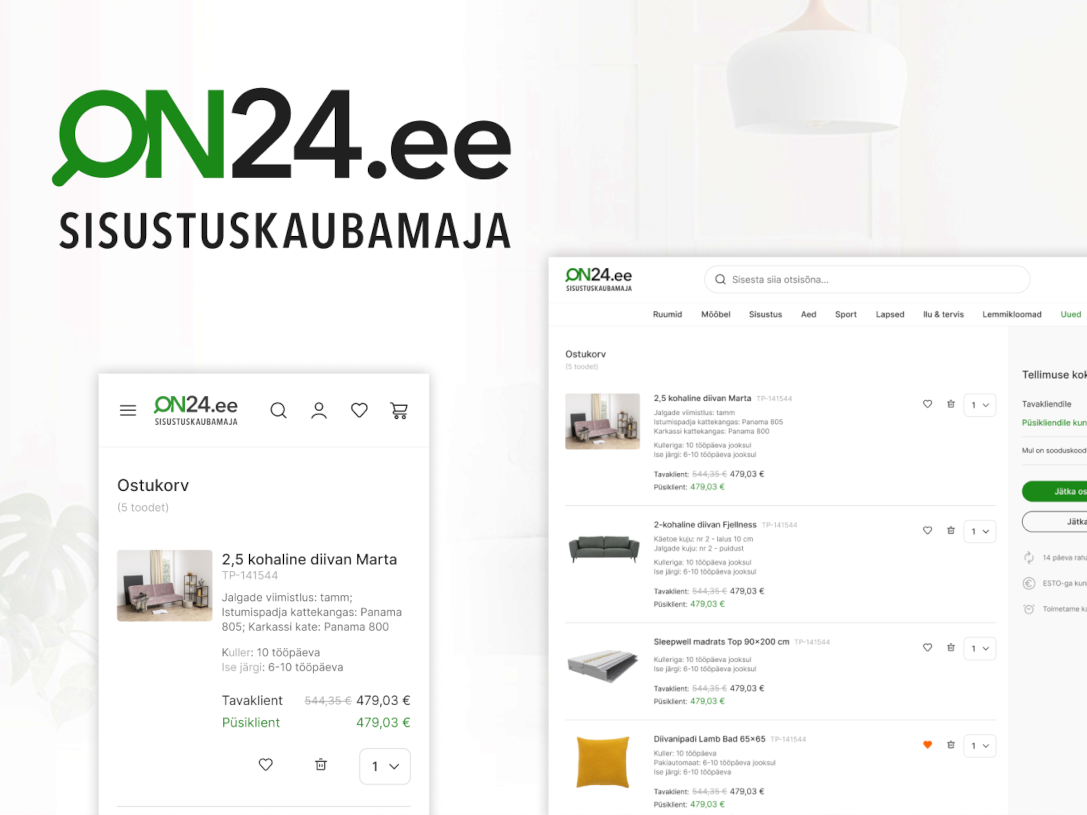 ON24.ee
SISUSTUSKAUBAMAJA
ON24.ee
SISUSTUSKAUBAMAJA
Ostukorv
(5 toodet)
2,5 kohaline diivan Marta
TP-141544
Jalgade viimistlus: tamm;
Istumispadja kattekangas: Panama
805; Karkassi kate: Panama 800
Kuller: 10 tööpäeva
Ise järgi: 6-10 tööpäeva
Tavaklient 544,35 € 479,03 €
Püsiklient 479,03 €
1
ON24.ee
SISUSTUSKAUBAMAJA
Sisesta siia otsisõna...
Ruumid Mööbel Sisustus Aed Sport Lapsed Ilu & tervis Lemmikloomad Uued
Ostukorv
(5 toodet)
2,5 kohaline diivan Marta TP-141544
1
Jalgade viimistlus: tamm
Istumispadja kattekangas: Panama 805
Karkassi kattekangas: Panama 800
Kulleriga: 10 tööpäeva jooksul
Ise järgi: 6-10 tööpäeva jooksul
Tavaklient: 544,35 € 479,03 €
Püsiklient: 479,03 €
2-kohaline diivan Fjellness TP-141544
1
Käetoe kuju: nr 2 - laius 10 cm
Jalgade kuju: nr 2 - puidust
Kulleriga: 10 tööpäeva jooksul
Ise järgi: 6-10 tööpäeva jooksul
Tavaklient: 544,35 € 479,03 €
Püsiklient: 479,03 €
Sleepwell madrats Top 90×200 cm TP-141544
1
Kulleriga: 10 tööpäeva jooksul
Ise järgi: 6-10 tööpäeva jooksul
Tavaklient: 544,35 € 479,03 €
Püsiklient: 479,03 €
Diivanipadi Lamb Bad 65×65 TP-141544
1
Kuller: 10 tööpäeva
Pakiautomaat: 6-10 tööpäeva jooksul
Ise järgi: 6-10 tööpäeva
Tavaklient: 544,35 € 479,03 €
Püsiklient: 479,03 €
Tellimuse kok
Tavakliendile
Püsikliendile kun
Mul on sooduskood
Jätka os
Jätka
14 päeva raha
ESTO-ga kun
Toimetame ka